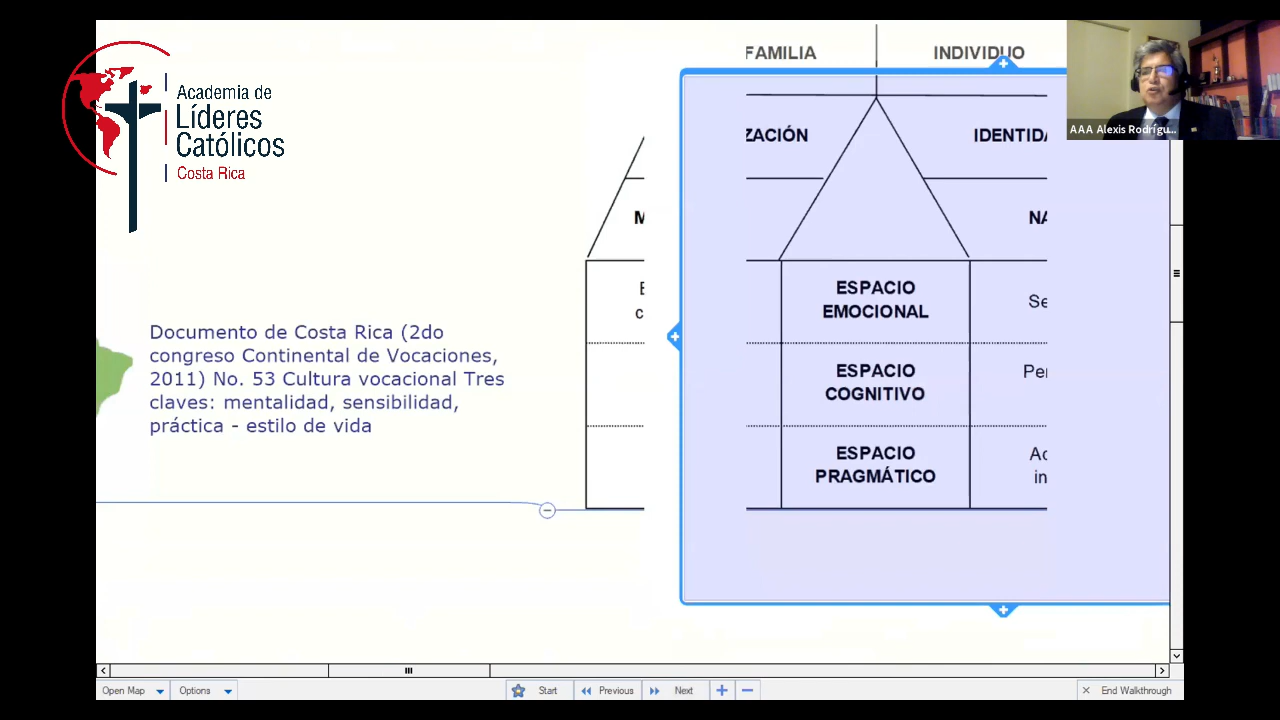 Academia de
Líderes
Católicos
Costa Rica
Documento de Costa Rica (2do
congreso Continental de Vocaciones,
2011) No. 53 Cultura vocacional Tres
claves: mentalidad, sensibilidad,
práctica - estilo de vida
FAMILIA
INDIVIDUO
ZACIÓN
IDENTIDA
M
NA
E
c
ESPACIO
EMOCIONAL
Se
ESPACIO
COGNITIVO
Per
ESPACIO
PRAGMÁTICO
Ac
in
AAA Alexis Rodrígu...
Open Map
Options
Start
Previous
Next
End Walkthrough